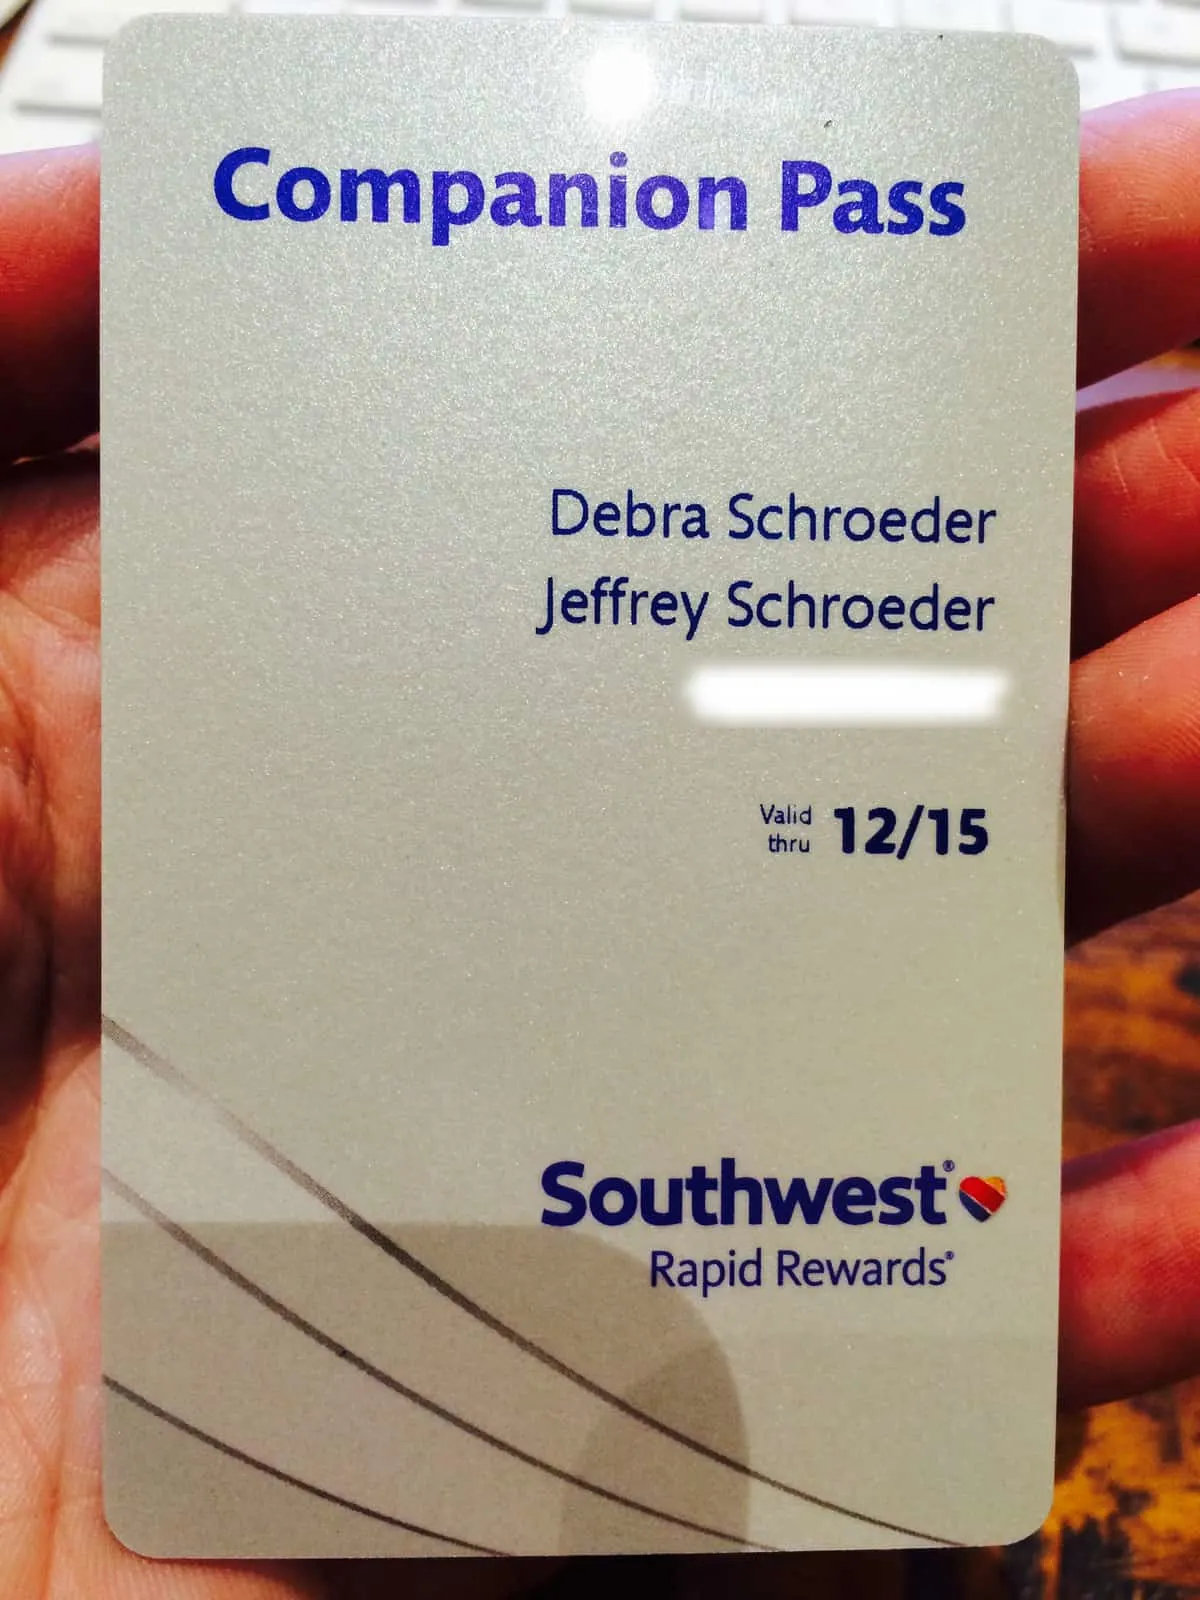 Companion Pass
Debra Schroeder
Jeffrey Schroeder
Valid
thru 12/15
Southwest®
Rapid Rewards®